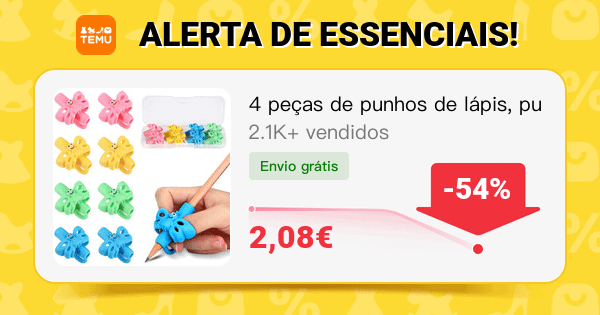 TEMU
ALERTA DE ESSENCIAIS!
4 peças de punhos de lápis, pu
2.1K+ vendidos
Envio grátis
-54%
2,08€